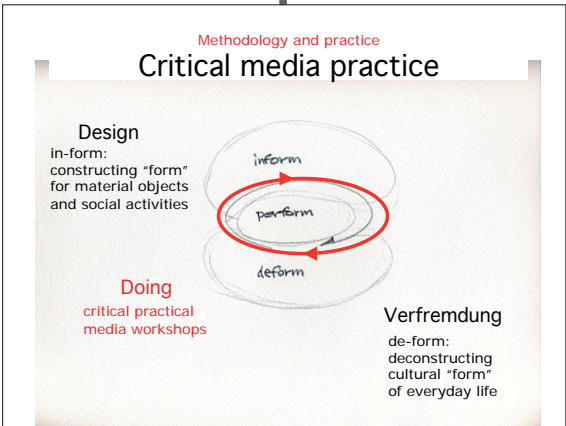 Methodology and practice
Critical media practice
Design
in-form:
constructing "form"
for material objects
and social activities
inform
perform
deform
Doing
critical practical
media workshops
Verfremdung
de-form:
deconstructing
cultural "form"
of everyday life